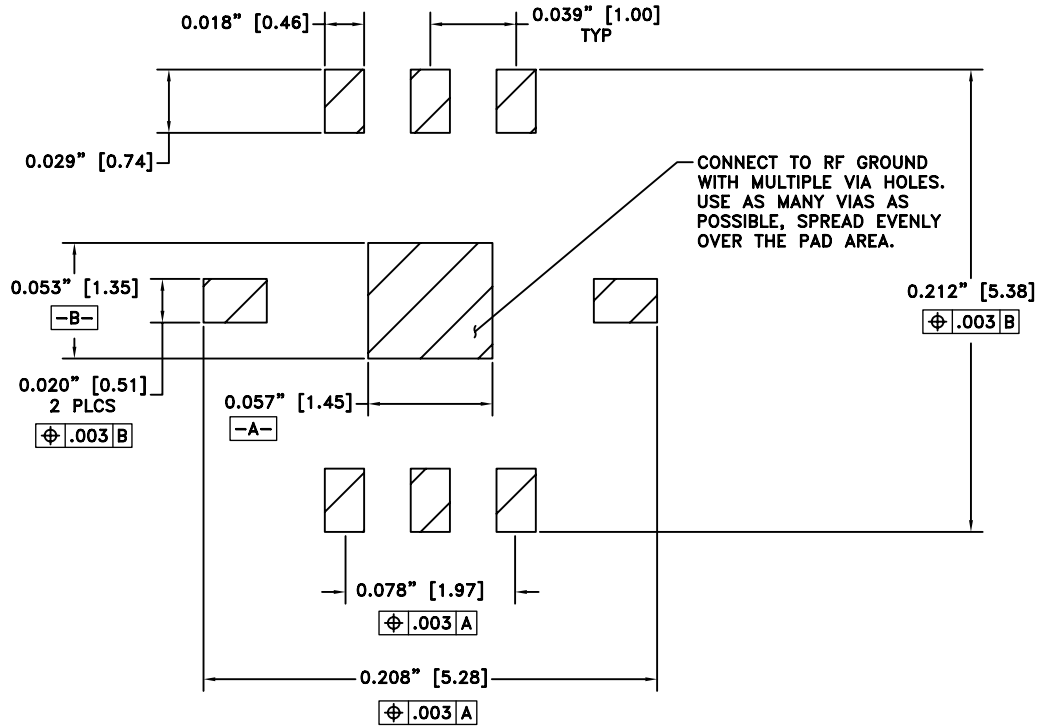 0.018” [0.46]
0.039” [1.00]
TYP
0.029” [0.74]
CONNECT TO RF GROUND
WITH MULTIPLE VIA HOLES.
USE AS MANY VIAS AS
POSSIBLE, SPREAD EVENLY
OVER THE PAD AREA.
0.053” [1.35]
-B-
0.212” [5.38]
⌖ .003 B
0.020” [0.51]
2 PLCS
⌖ .003 B
0.057” [1.45]
-A-
0.078” [1.97]
⌖ .003 A
0.208” [5.28]
⌖ .003 A